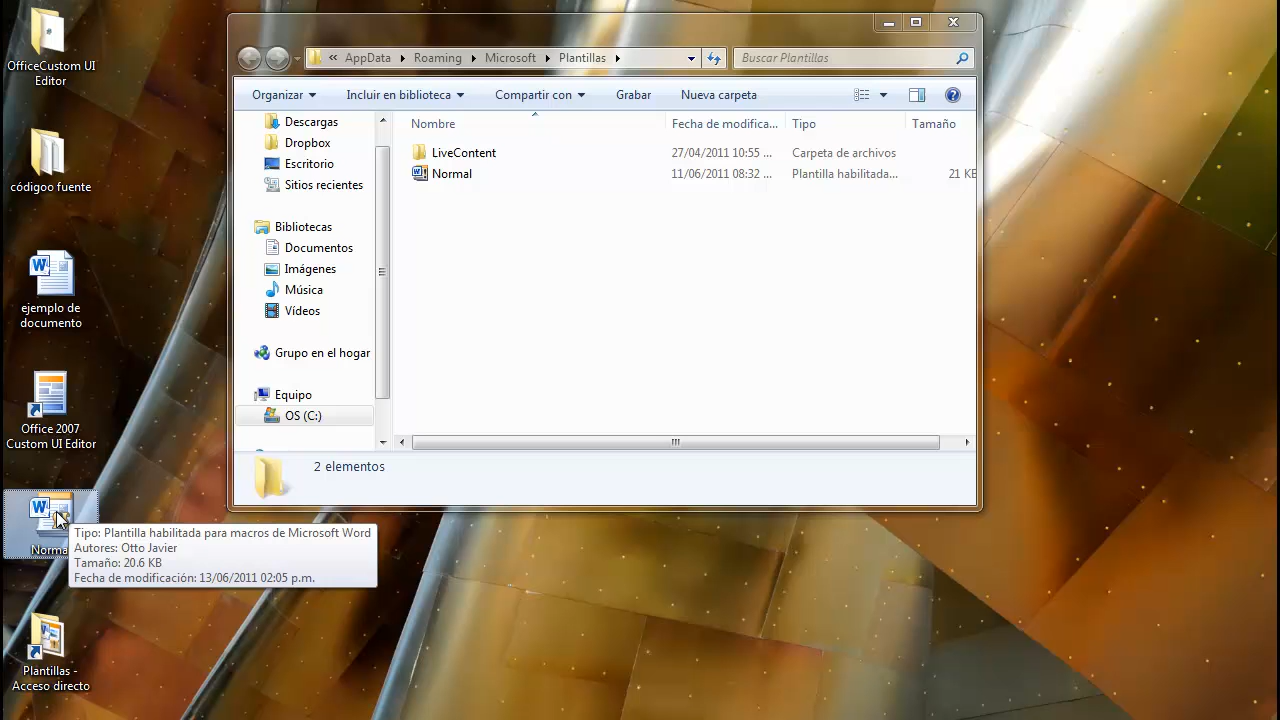 OfficeCustom UI
Editor
códigoo fuente
ejemplo de
documento
Office 2007
Custom UI Editor
Tipo: Plantilla habilitada para macros de Microsoft Word
Autores: Otto Javier
Tamaño: 20.6 KB
Fecha de modificación: 13/06/2011 02:05 p.m.
Plantillas -
Acceso directo
« AppData Roaming Microsoft Plantillas
Buscar Plantillas
Organizar Incluir en biblioteca Compartir con Grabar Nueva carpeta
Descargas
Dropbox
Escritorio
Sitios recientes
Bibliotecas
Documentos
Imágenes
Música
Vídeos
Grupo en el hogar
Equipo
OS (C:)
Nombre Fecha de modifica... Tipo Tamaño
LiveContent 27/04/2011 10:55 ... Carpeta de archivos
Normal 11/06/2011 08:32 ... Plantilla habilitada... 21 KB
2 elementos